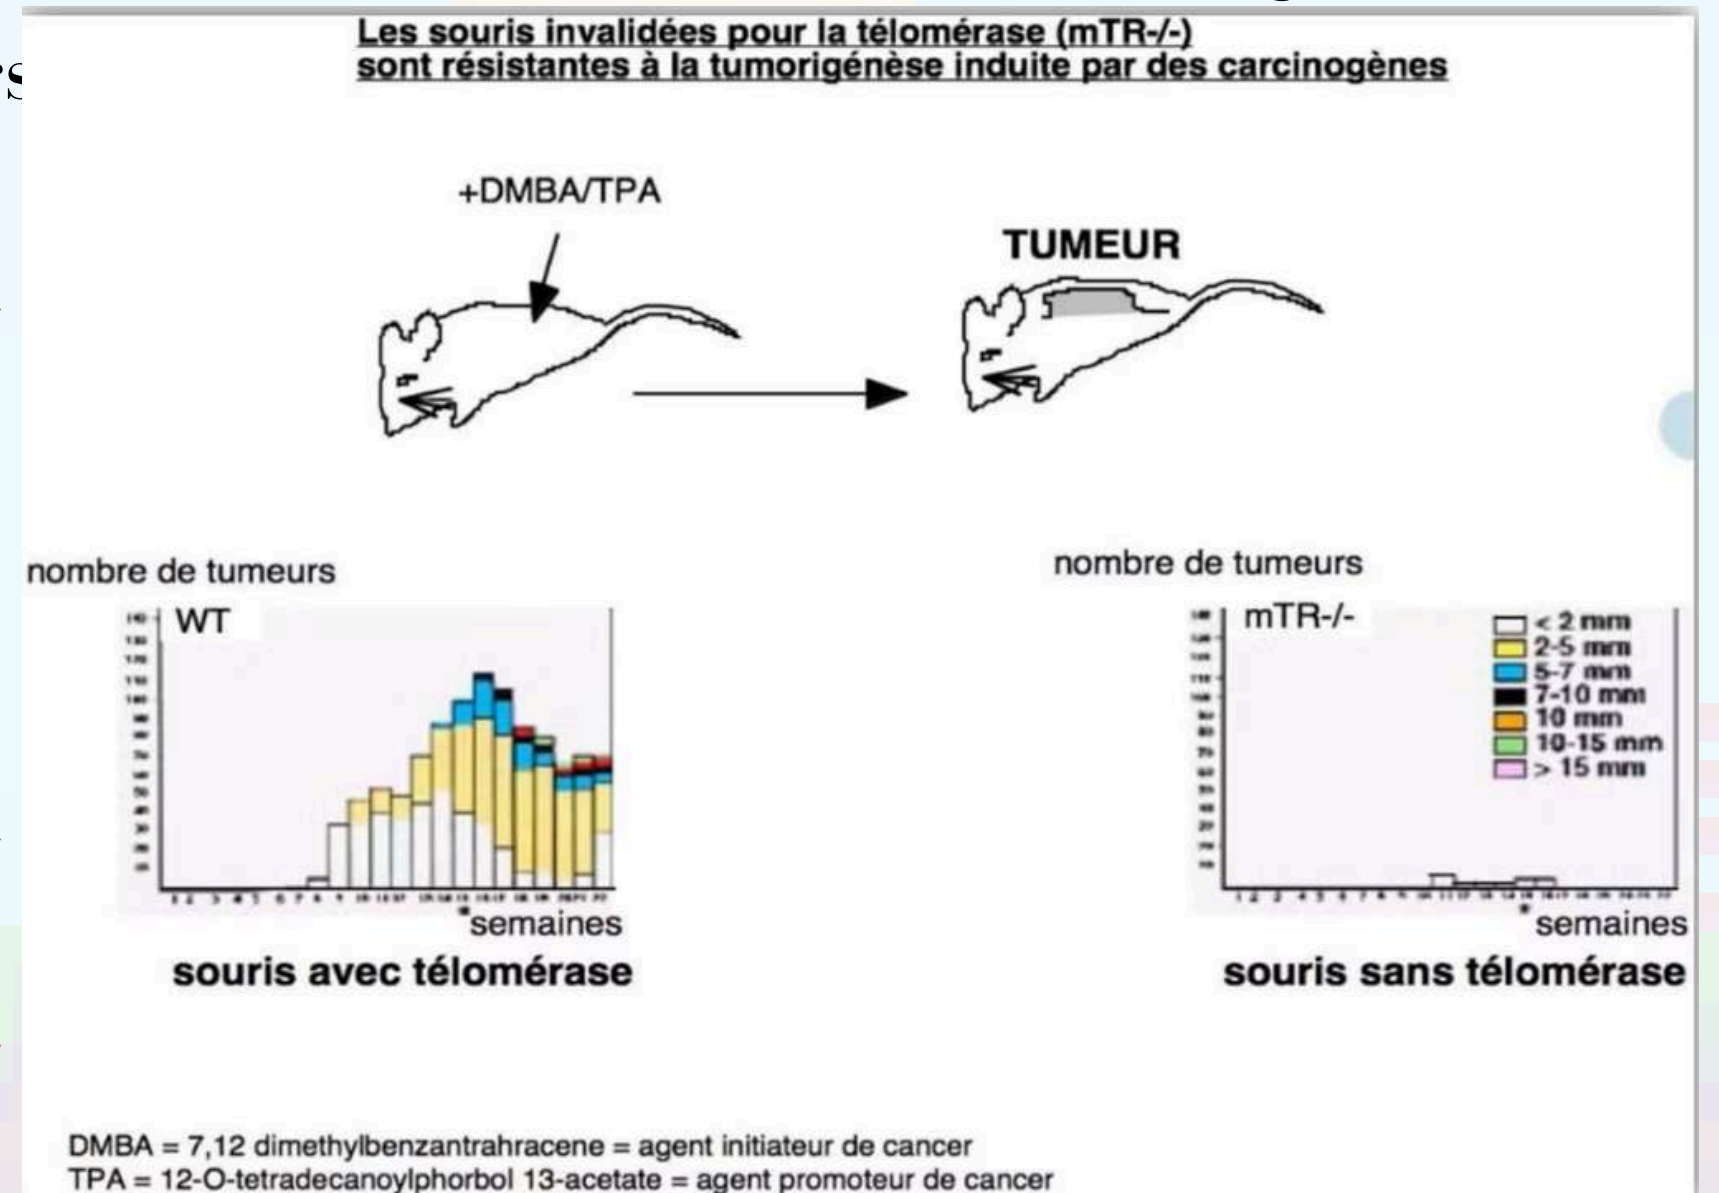 Les souris invalidées pour la télomérase (mTR-/-)
sont résistantes à la tumorigénèse induite par des carcinogènes
+DMBA/TPA
TUMEUR
nombre de tumeurs
WT
semaines
souris avec télomérase
nombre de tumeurs
mTR-/-
< 2 mm
2-5 mm
5-7 mm
7-10 mm
10 mm
10-15 mm
> 15 mm
semaines
souris sans télomérase
DMBA = 7,12 dimethylbenzantrahracene = agent initiateur de cancer
TPA = 12-O-tetradecanoylphorbol 13-acetate = agent promoteur de cancer